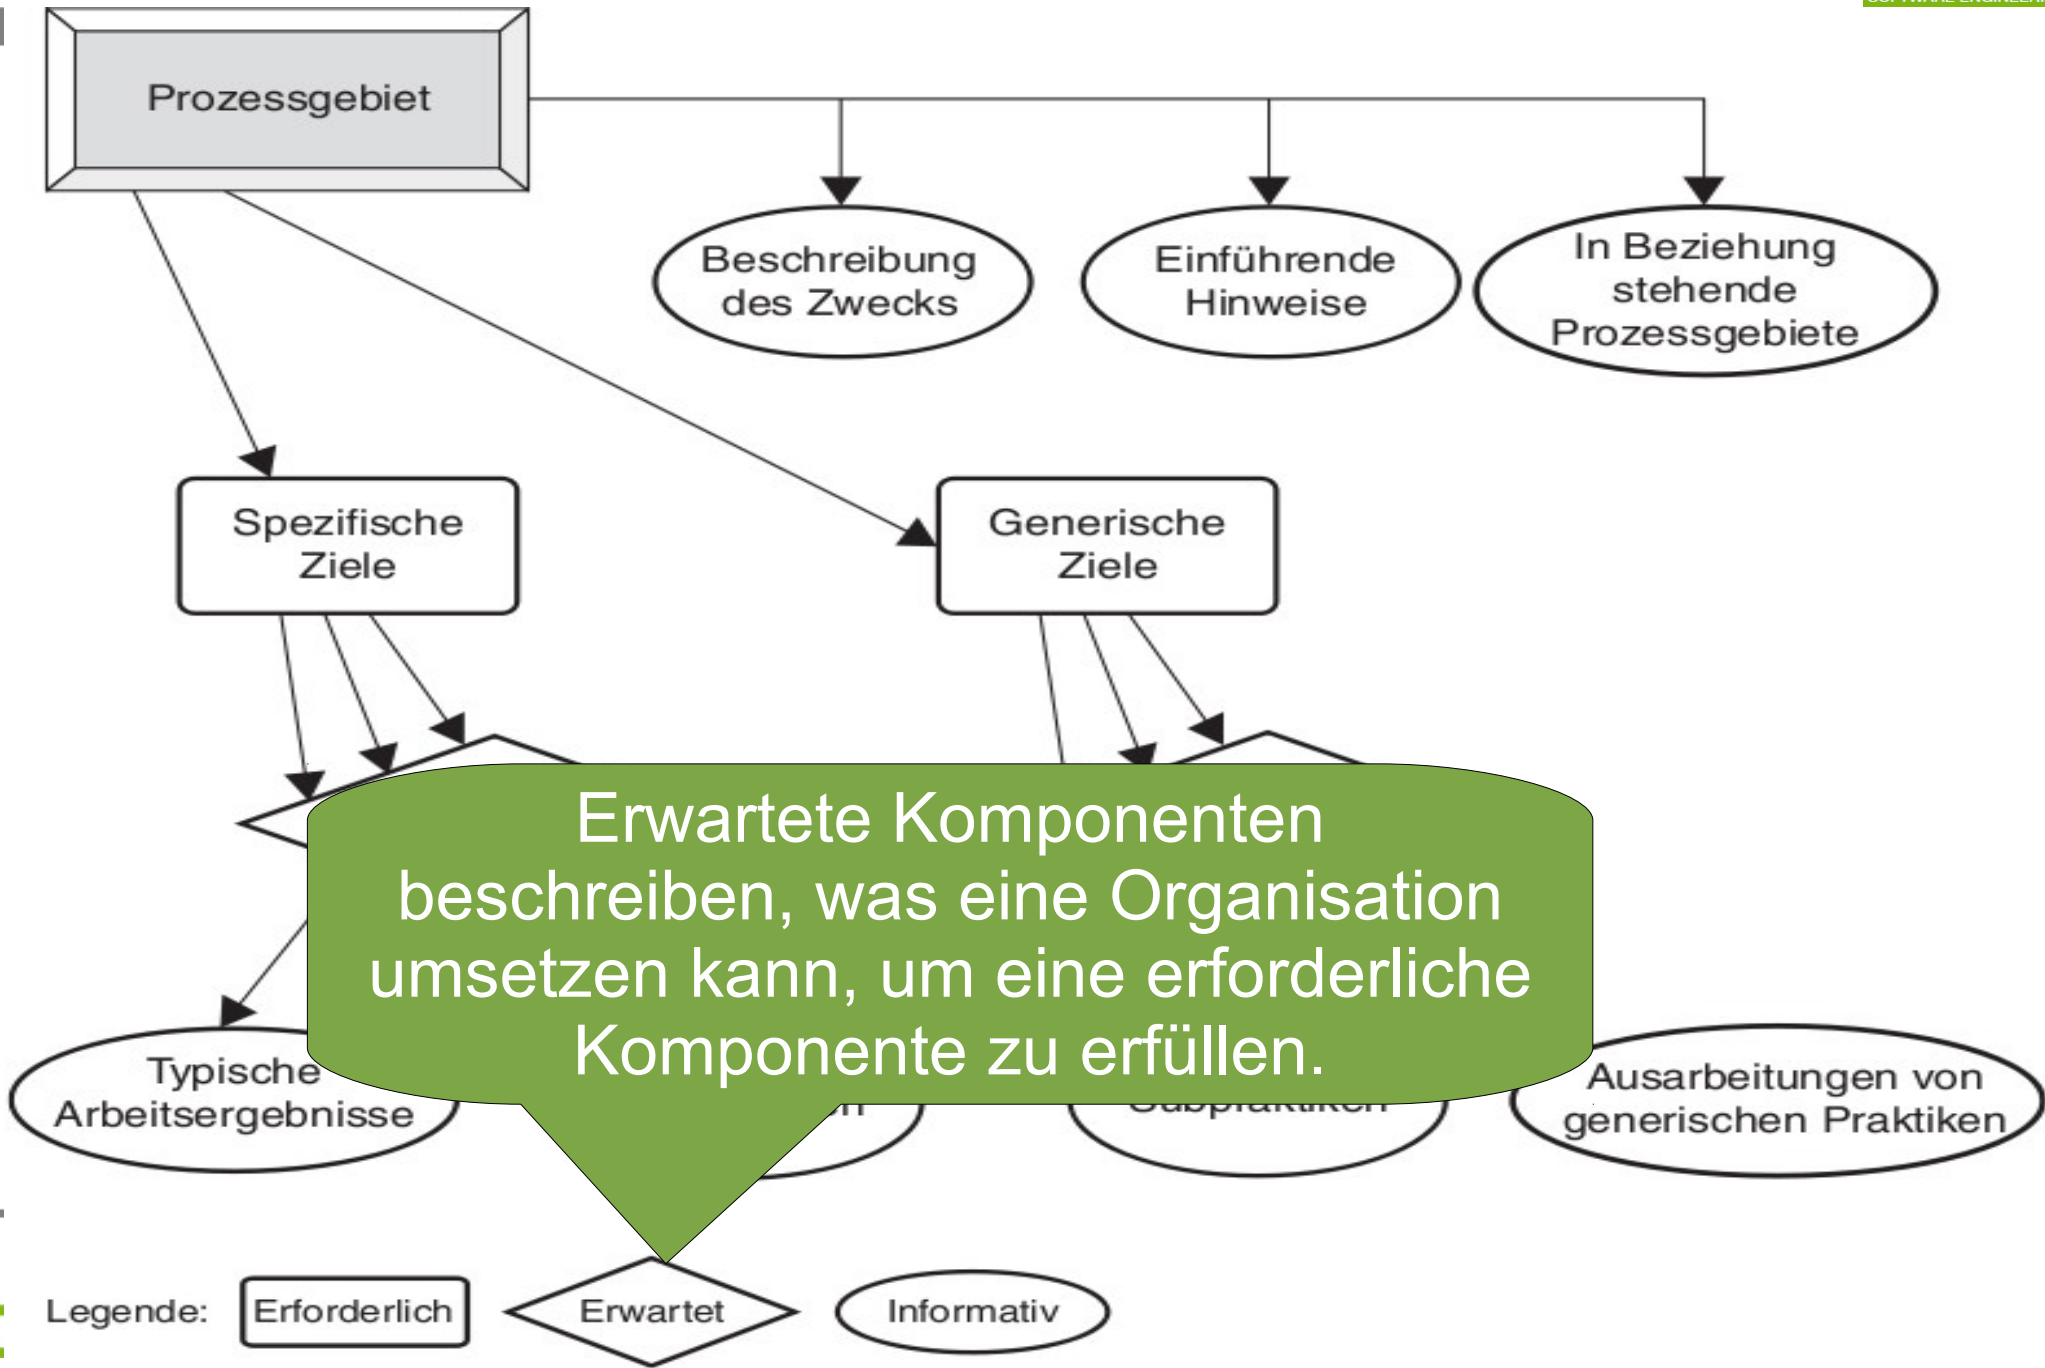 Prozessgebiet
Beschreibung
des Zwecks
Einführende
Hinweise
In Beziehung
stehende
Prozessgebiete
Spezifische
Ziele
Generische
Ziele
Erwartete Komponenten
beschreiben, was eine Organisation
umsetzen kann, um eine erforderliche
Komponente zu erfüllen.
Typische
Arbeitsergebnisse
Subpraktiken
Ausarbeitungen von
generischen Praktiken
Legende:
Erforderlich
Erwartet
Informativ